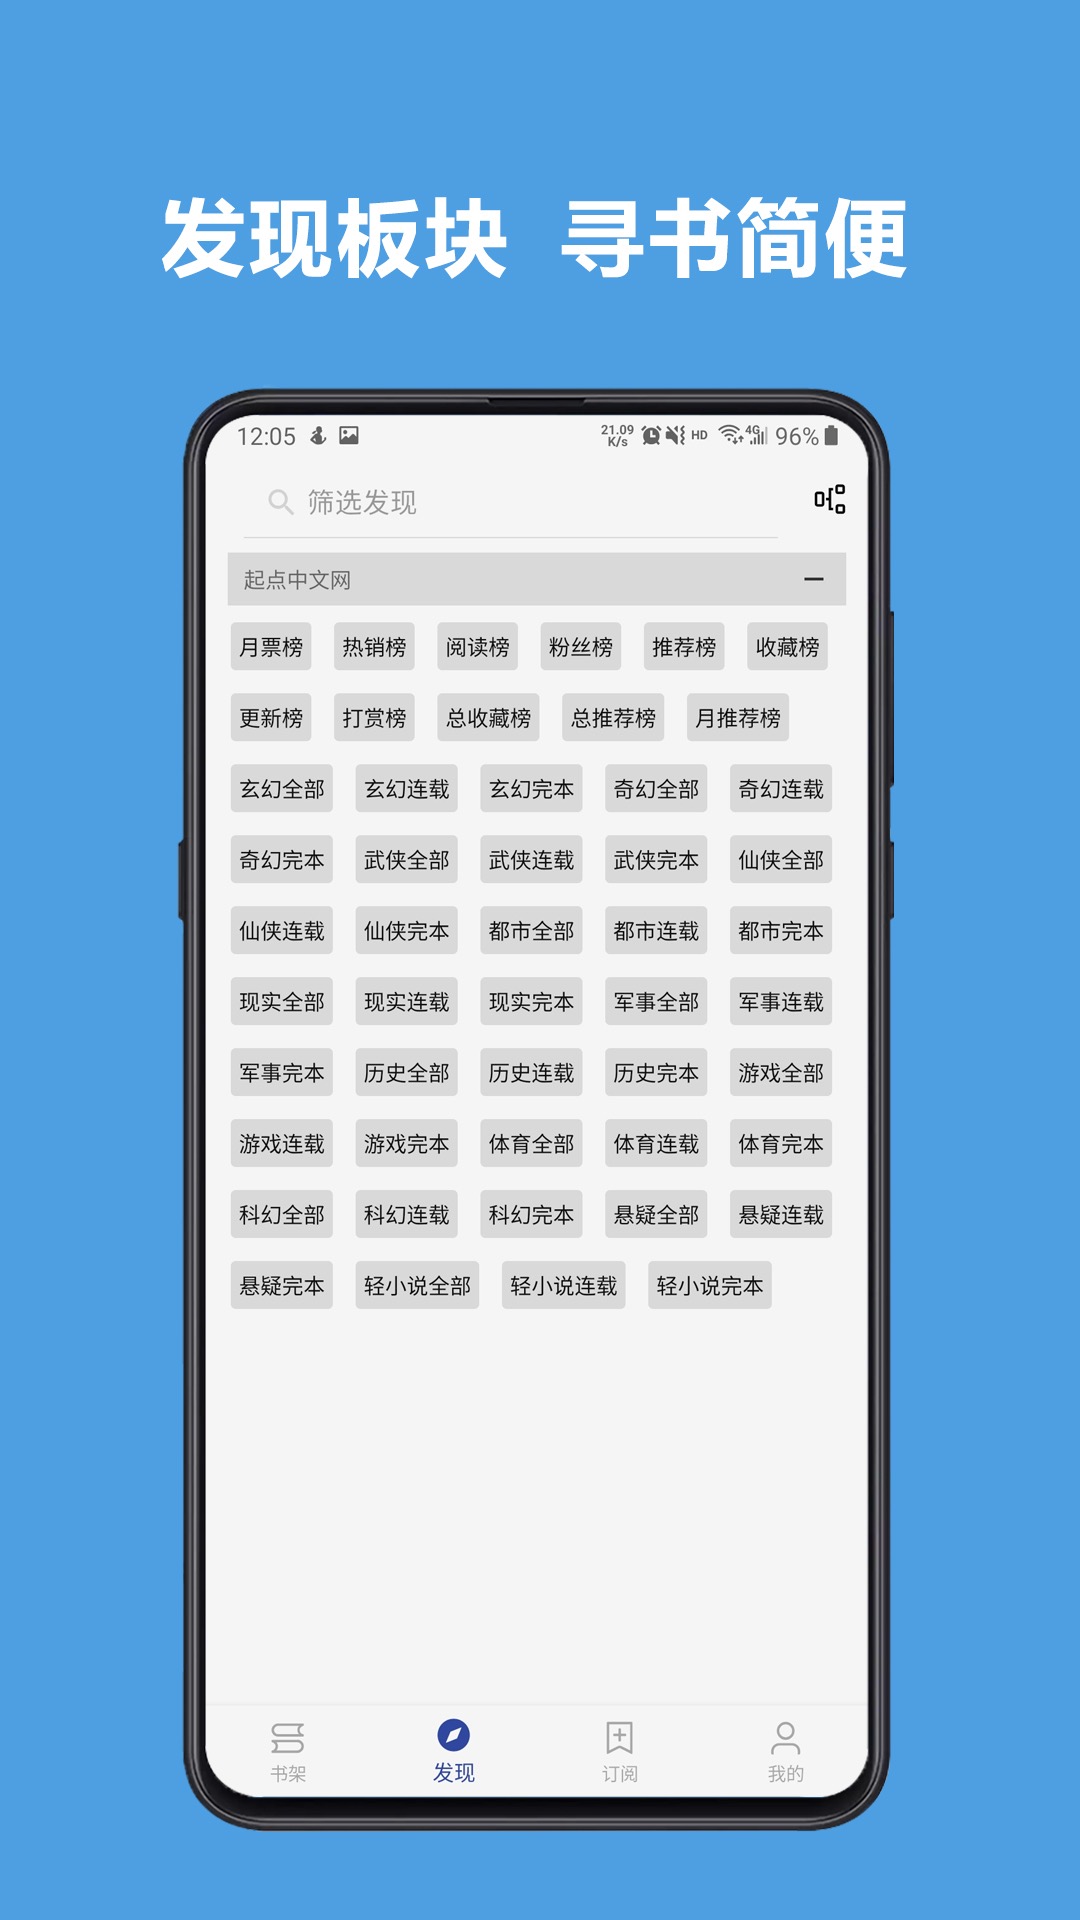 发现板块 寻书简便
12:05 21.09 K/s HD 4G 96%
筛选发现
起点中文网
月票榜 热销榜 阅读榜 粉丝榜 推荐榜 收藏榜
更新榜 打赏榜 总收藏榜 总推荐榜 月推荐榜
玄幻全部 玄幻连载 玄幻完本 奇幻全部 奇幻连载
奇幻完本 武侠全部 武侠连载 武侠完本 仙侠全部
仙侠连载 仙侠完本 都市全部 都市连载 都市完本
现实全部 现实连载 现实完本 军事全部 军事连载
军事完本 历史全部 历史连载 历史完本 游戏全部
游戏连载 游戏完本 体育全部 体育连载 体育完本
科幻全部 科幻连载 科幻完本 悬疑全部 悬疑连载
悬疑完本 轻小说全部 轻小说连载 轻小说完本
书架 发现 订阅 我的